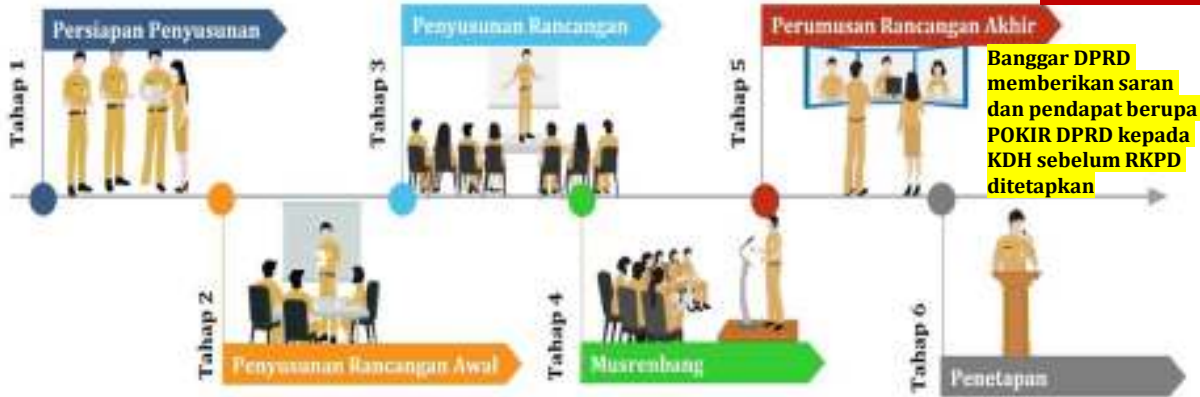 Tahap 1
Persiapan Penyusunan
Tahap 2
Penyusunan Rancangan Awal
Tahap 3
Penyusunan Rancangan
Tahap 4
Musrenbang
Tahap 5
Perumusan Rancangan Akhir
Banggar DPRD
memberikan saran
dan pendapat berupa
POKIR DPRD kepada
KDH sebelum RKPD
ditetapkan
Tahap 6
Penetapan